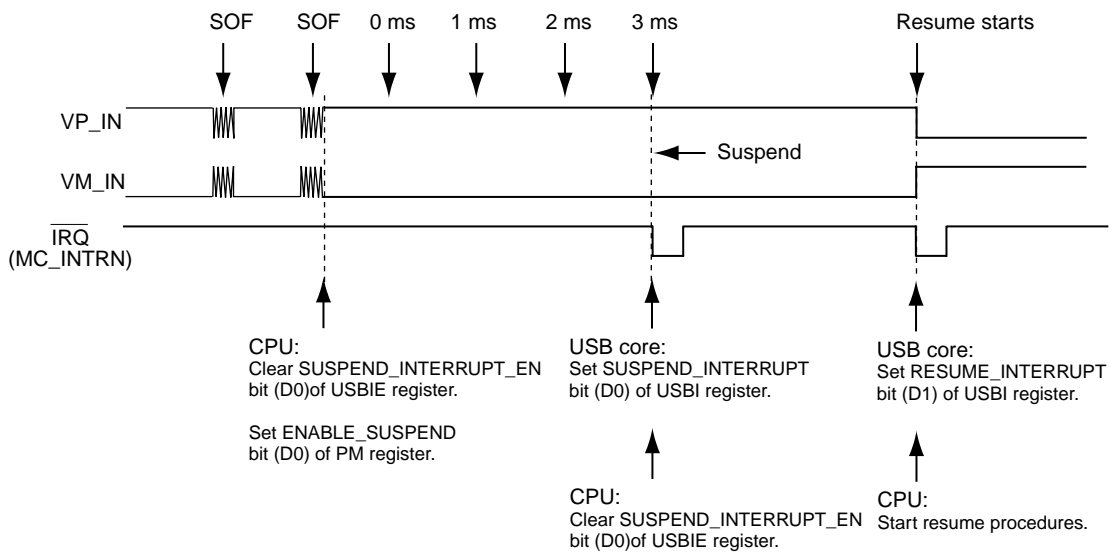 SOF SOF 0 ms 1 ms 2 ms 3 ms Resume starts
VP_IN
Suspend
VM_IN
IRQ
(MC_INTRN)
CPU:
Clear SUSPEND_INTERRUPT_EN
bit (D0)of USBIE register.
Set ENABLE_SUSPEND
bit (D0) of PM register.
USB core:
Set SUSPEND_INTERRUPT
bit (D0) of USBI register.
CPU:
Clear SUSPEND_INTERRUPT_EN
bit (D0)of USBIE register.
USB core:
Set RESUME_INTERRUPT
bit (D1) of USBI register.
CPU:
Start resume procedures.